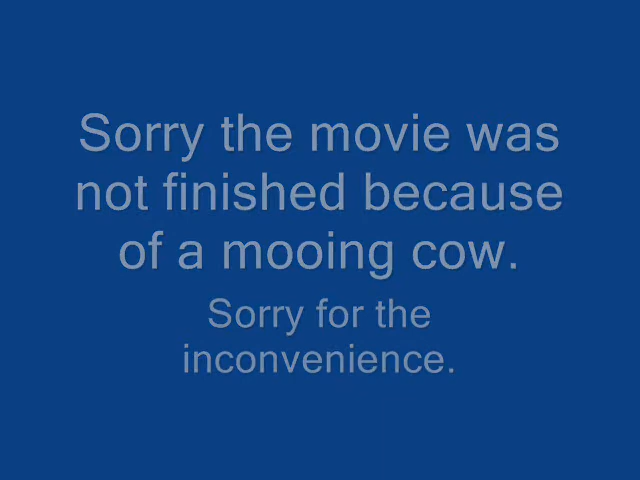 Sorry the movie was
not finished because
of a mooing cow.
Sorry for the
inconvenience.